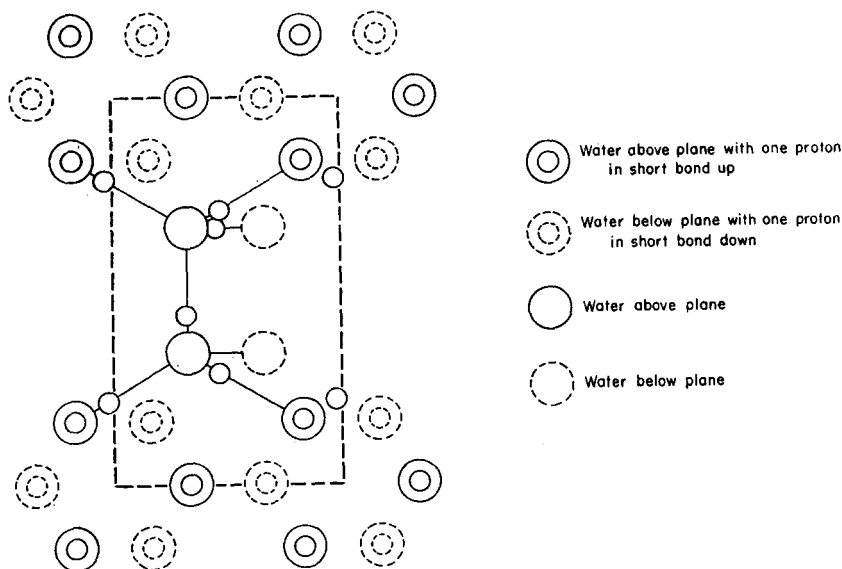 Water above plane with one proton
in short bond up
Water below plane with one proton
in short bond down
Water above plane
Water below plane